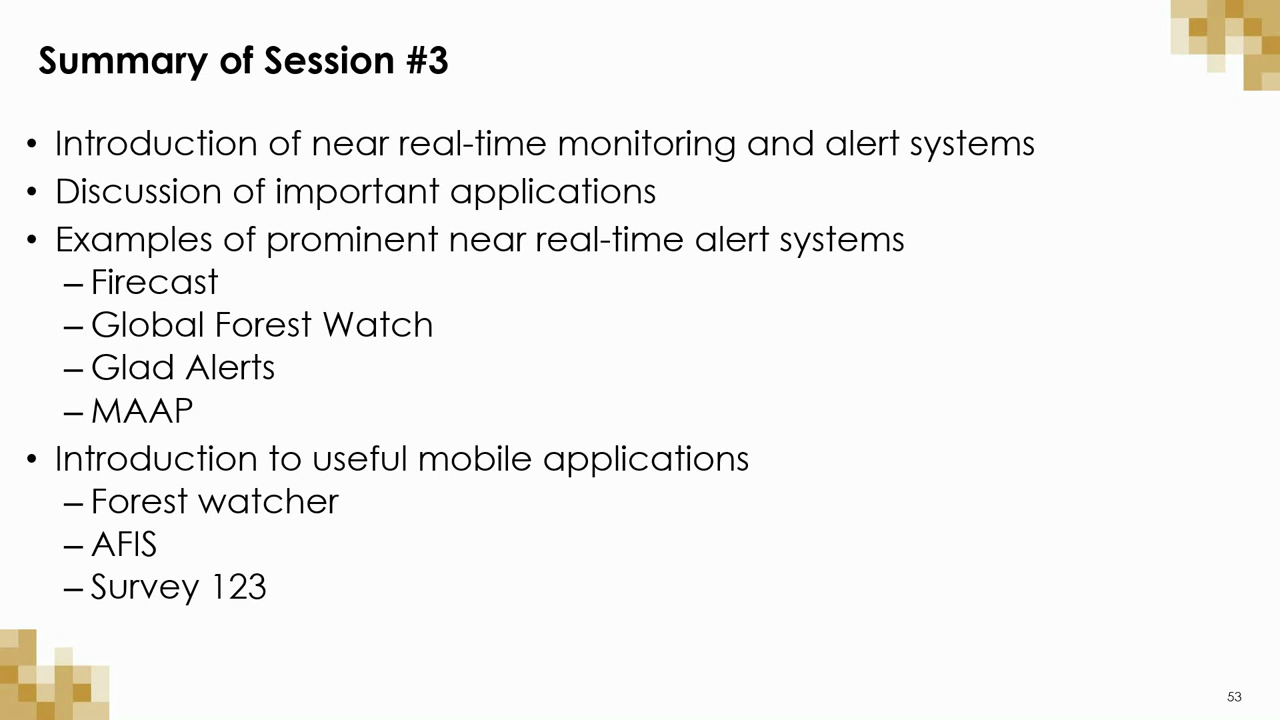 Summary of Session #3
• Introduction of near real-time monitoring and alert systems
• Discussion of important applications
• Examples of prominent near real-time alert systems
– Firecast
– Global Forest Watch
– Glad Alerts
– MAAP
• Introduction to useful mobile applications
– Forest watcher
– AFIS
– Survey 123
53